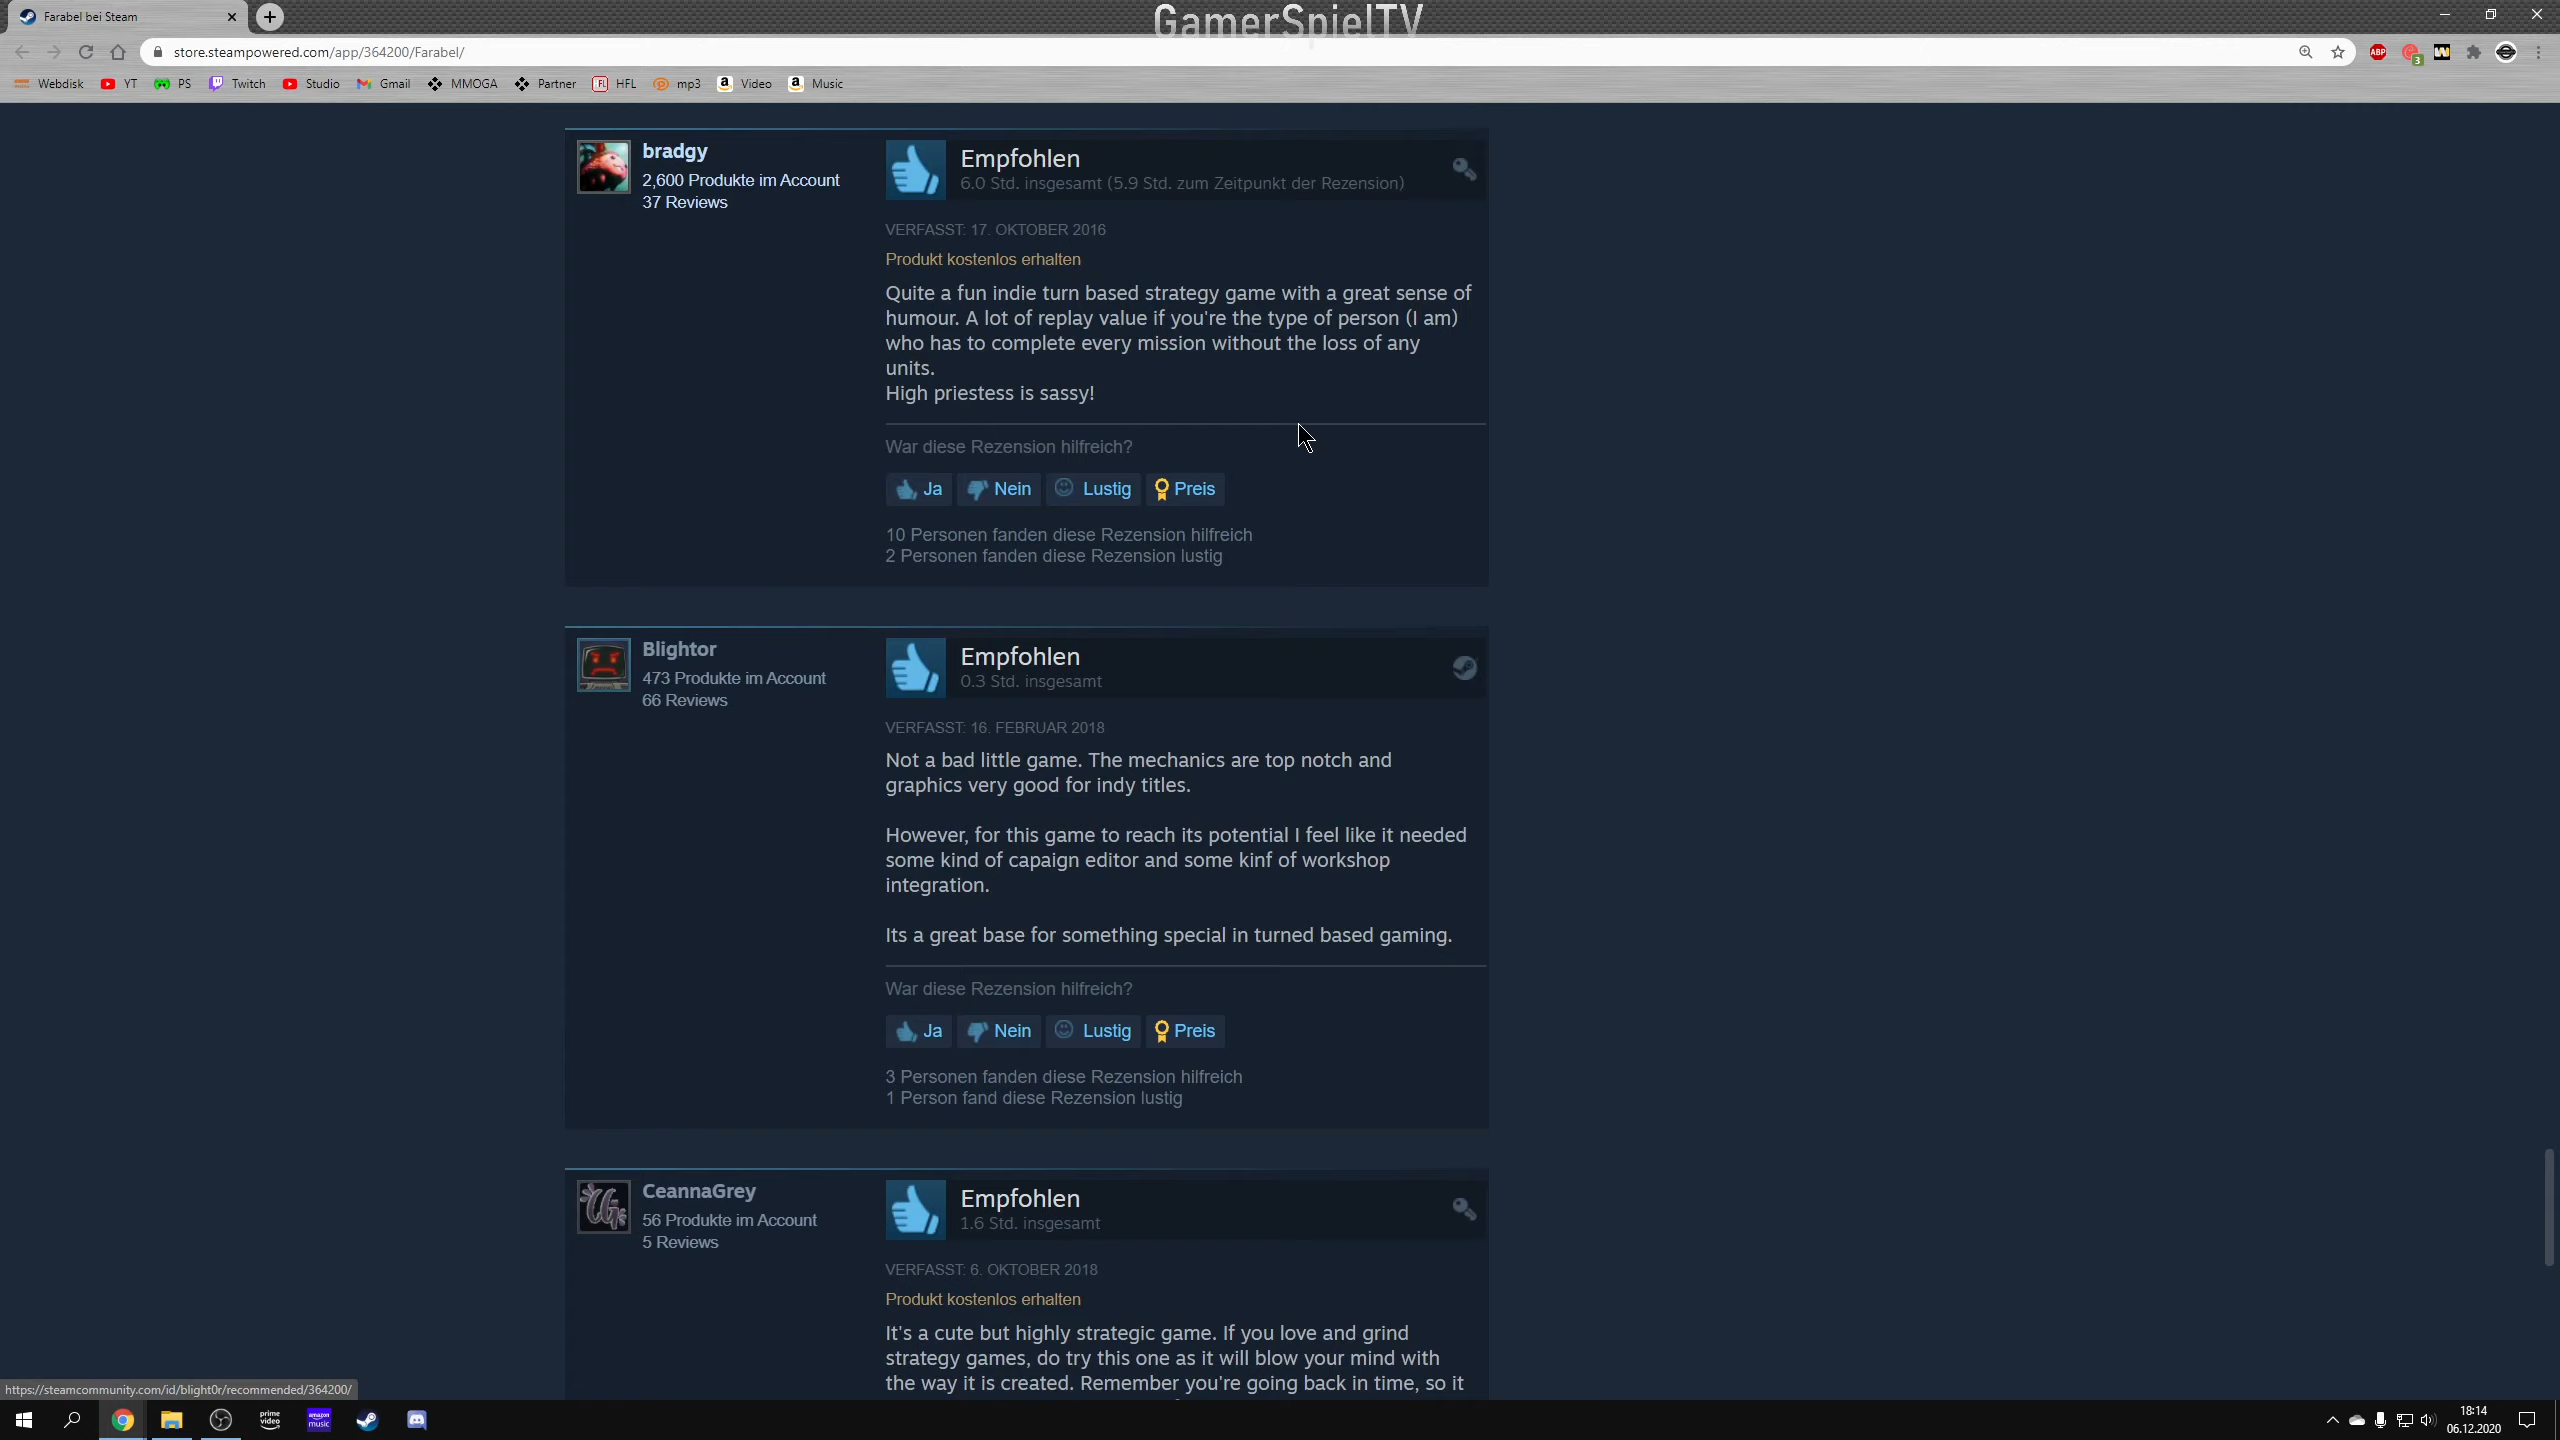 Farabel bei Steam
GamerSpielTV
store.steampowered.com/app/364200/Farabel/
ABP
3
Webdisk YT PS Twitch Studio Gmail MMOGA Partner HFL mp3 Video Music
bradgy
2,600 Produkte im Account
37 Reviews
Empfohlen
6.0 Std. insgesamt (5.9 Std. zum Zeitpunkt der Rezension)
VERFASST: 17. OKTOBER 2016
Produkt kostenlos erhalten
Quite a fun indie turn based strategy game with a great sense of
humour. A lot of replay value if you're the type of person (I am)
who has to complete every mission without the loss of any
units.
High priestess is sassy!
War diese Rezension hilfreich?
Ja Nein Lustig Preis
10 Personen fanden diese Rezension hilfreich
2 Personen fanden diese Rezension lustig
Blightor
473 Produkte im Account
66 Reviews
Empfohlen
0.3 Std. insgesamt
VERFASST: 16. FEBRUAR 2018
Not a bad little game. The mechanics are top notch and
graphics very good for indy titles.
However, for this game to reach its potential I feel like it needed
some kind of capaign editor and some kinf of workshop
integration.
Its a great base for something special in turned based gaming.
War diese Rezension hilfreich?
Ja Nein Lustig Preis
3 Personen fanden diese Rezension hilfreich
1 Person fand diese Rezension lustig
CeannaGrey
56 Produkte im Account
5 Reviews
Empfohlen
1.6 Std. insgesamt
VERFASST: 6. OKTOBER 2018
Produkt kostenlos erhalten
It's a cute but highly strategic game. If you love and grind
strategy games, do try this one as it will blow your mind with
the way it is created. Remember you're going back in time, so it
https://steamcommunity.com/id/blight0r/recommended/364200/
prime video
amazon music
18:14
06.12.2020